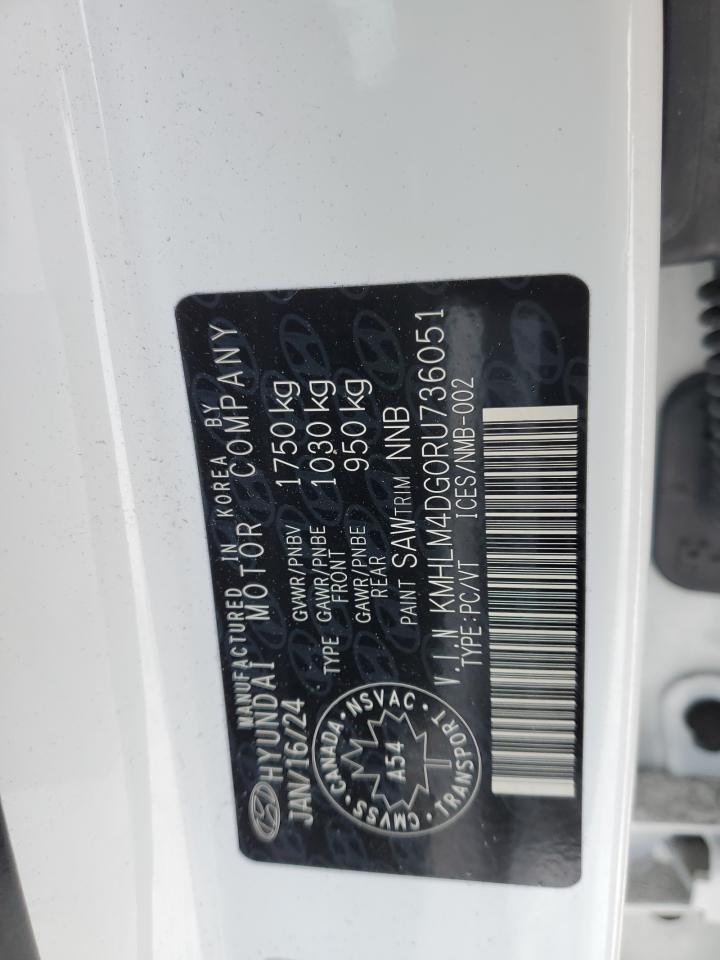 MANUFACTURED IN KOREA BY
HYUNDAI MOTOR COMPANY
JAN/16/24
GVWR/PNBV 1750 kg
TYPE GAWR/PNBE FRONT 1030 kg
GAWR/PNBE REAR 950 kg
PAINT SAW TRIM NNB
V.I.N KMHLM4DG0RU736051
TYPE:PC/VT ICES/NMB-002
CANADA · NSVAC · TRANSPORT · CMVSS
A54